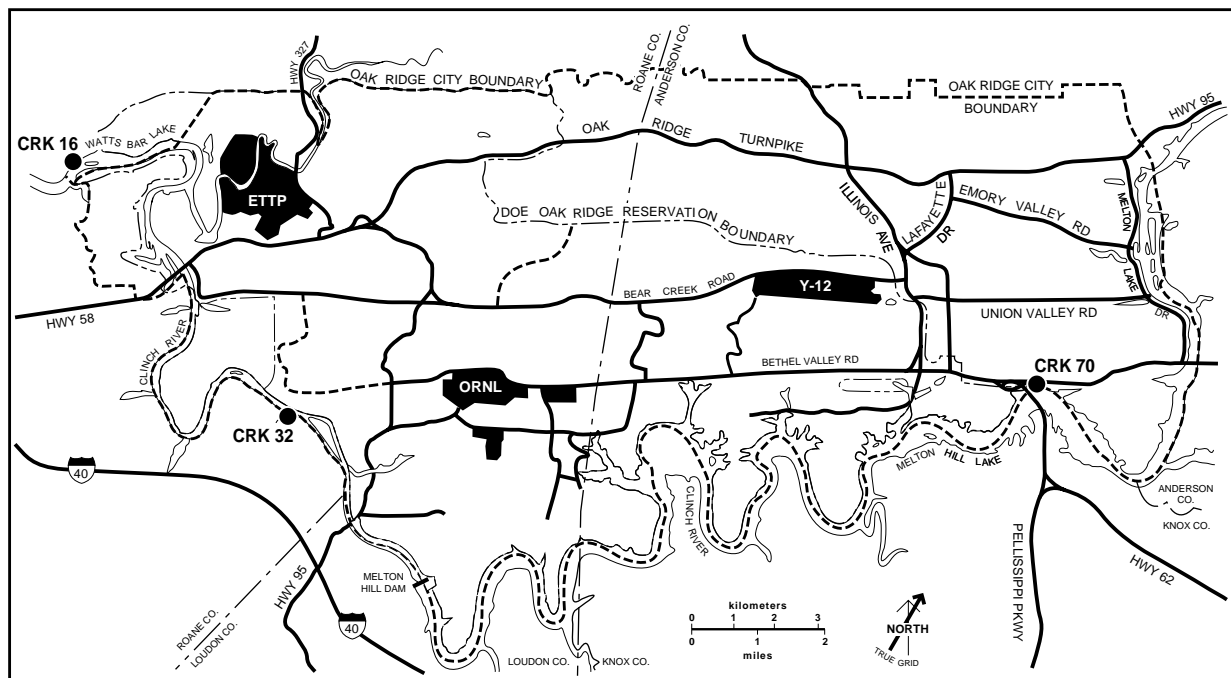 HWY 327
OAK RIDGE CITY BOUNDARY
ROANE CO.
ANDERSON CO.
OAK RIDGE CITY
BOUNDARY
HWY 95
CRK 16
WATTS BAR LAKE
OAK RIDGE TURNPIKE
ETTP
ILLINOIS AVE
LAFAYETTE
DR
EMORY VALLEY
RD
MELTON
LAKE
DR
DOE OAK RIDGE RESERVATION
BOUNDARY
BEAR CREEK ROAD
Y-12
HWY 58
UNION VALLEY RD
CLINCH RIVER
BETHEL VALLEY RD
CRK 70
ORNL
CRK 32
40
MELTON HILL LAKE
CLINCH RIVER
ANDERSON
CO.
KNOX CO.
PELLISSIPPI PKWY
HWY 62
MELTON
HILL DAM
HWY 95
ROANE CO.
LOUDON CO.
40
LOUDON CO.
KNOX CO.
kilometers
0 1 2 3
0 1 2
miles
NORTH
TRUE GRID